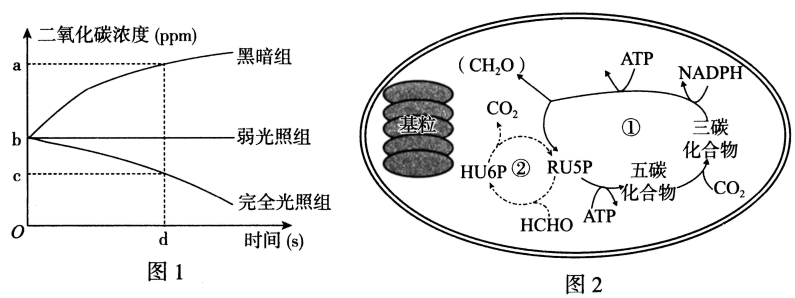 二氧化碳浓度 (ppm)
a
b
c
O
d
时间 (s)
黑暗组
弱光照组
完全光照组
图 1
基粒
(CH₂O)
ATP
NADPH
CO₂
①
三碳
化合物
HU6P
②
RU5P
五碳
化合物
CO₂
ATP
HCHO
图 2